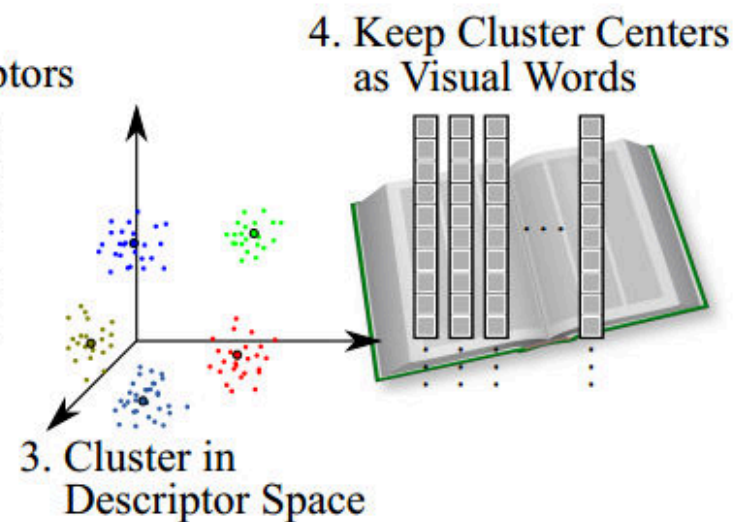 4. Keep Cluster Centers
as Visual Words
3. Cluster in
Descriptor Space